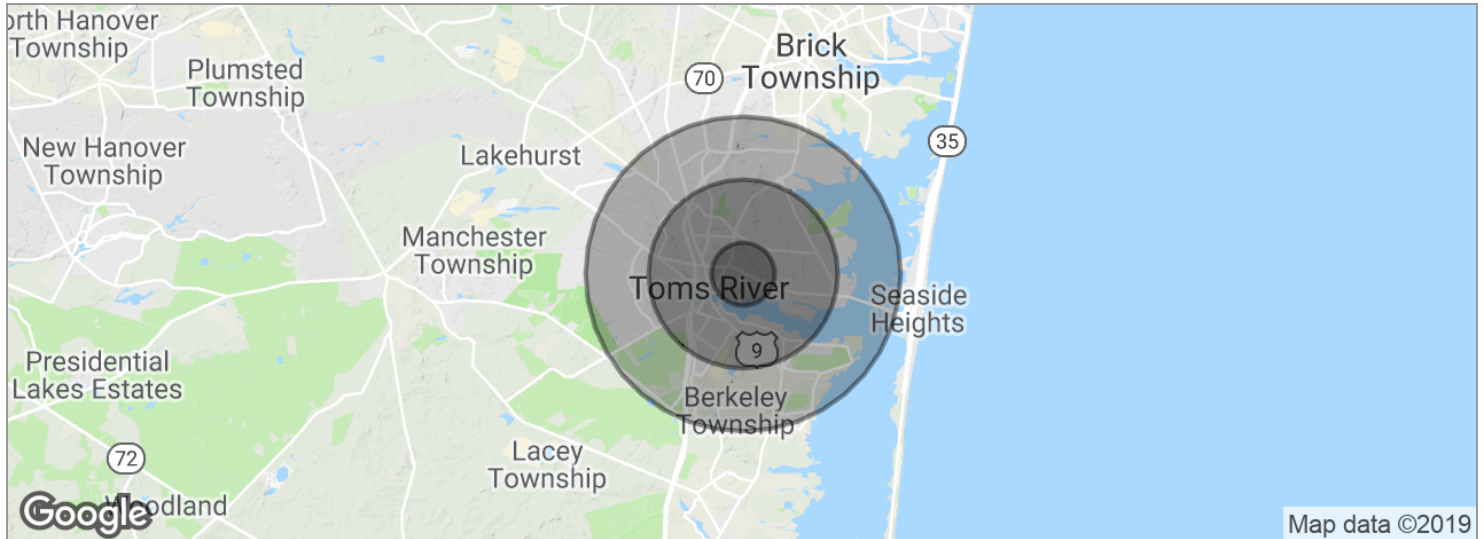 orth Hanover
Township
Brick
Township
70
Plumsted
Township
35
New Hanover
Township
Lakehurst
Manchester
Township
Toms River
Seaside
Heights
9
Presidential
Lakes Estates
Berkeley
Township
72
Lacey
Township
Woodland
Google
Map data ©2019